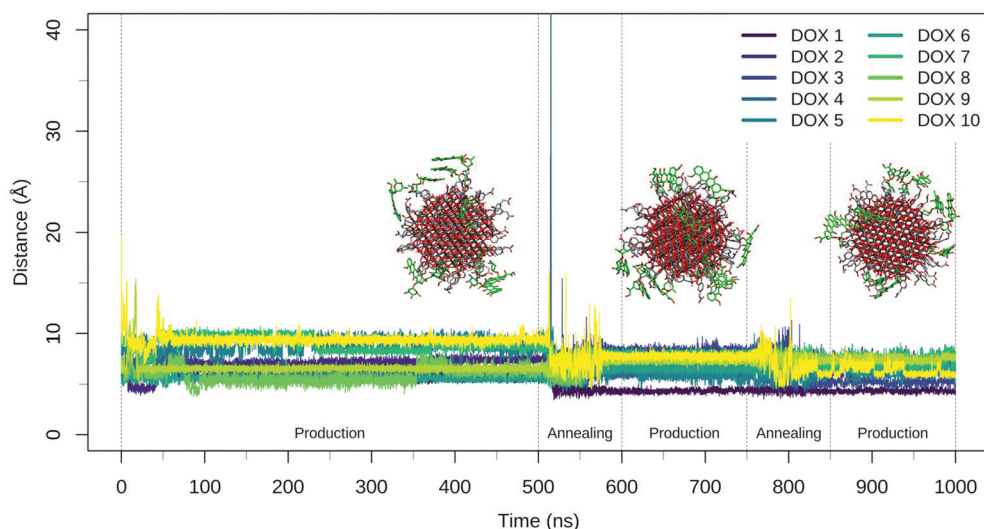 40
30
20
10
0
Distance (Å)
DOX 1
DOX 2
DOX 3
DOX 4
DOX 5
DOX 6
DOX 7
DOX 8
DOX 9
DOX 10
Production
Annealing
Production
Annealing
Production
0 100 200 300 400 500 600 700 800 900 1000
Time (ns)